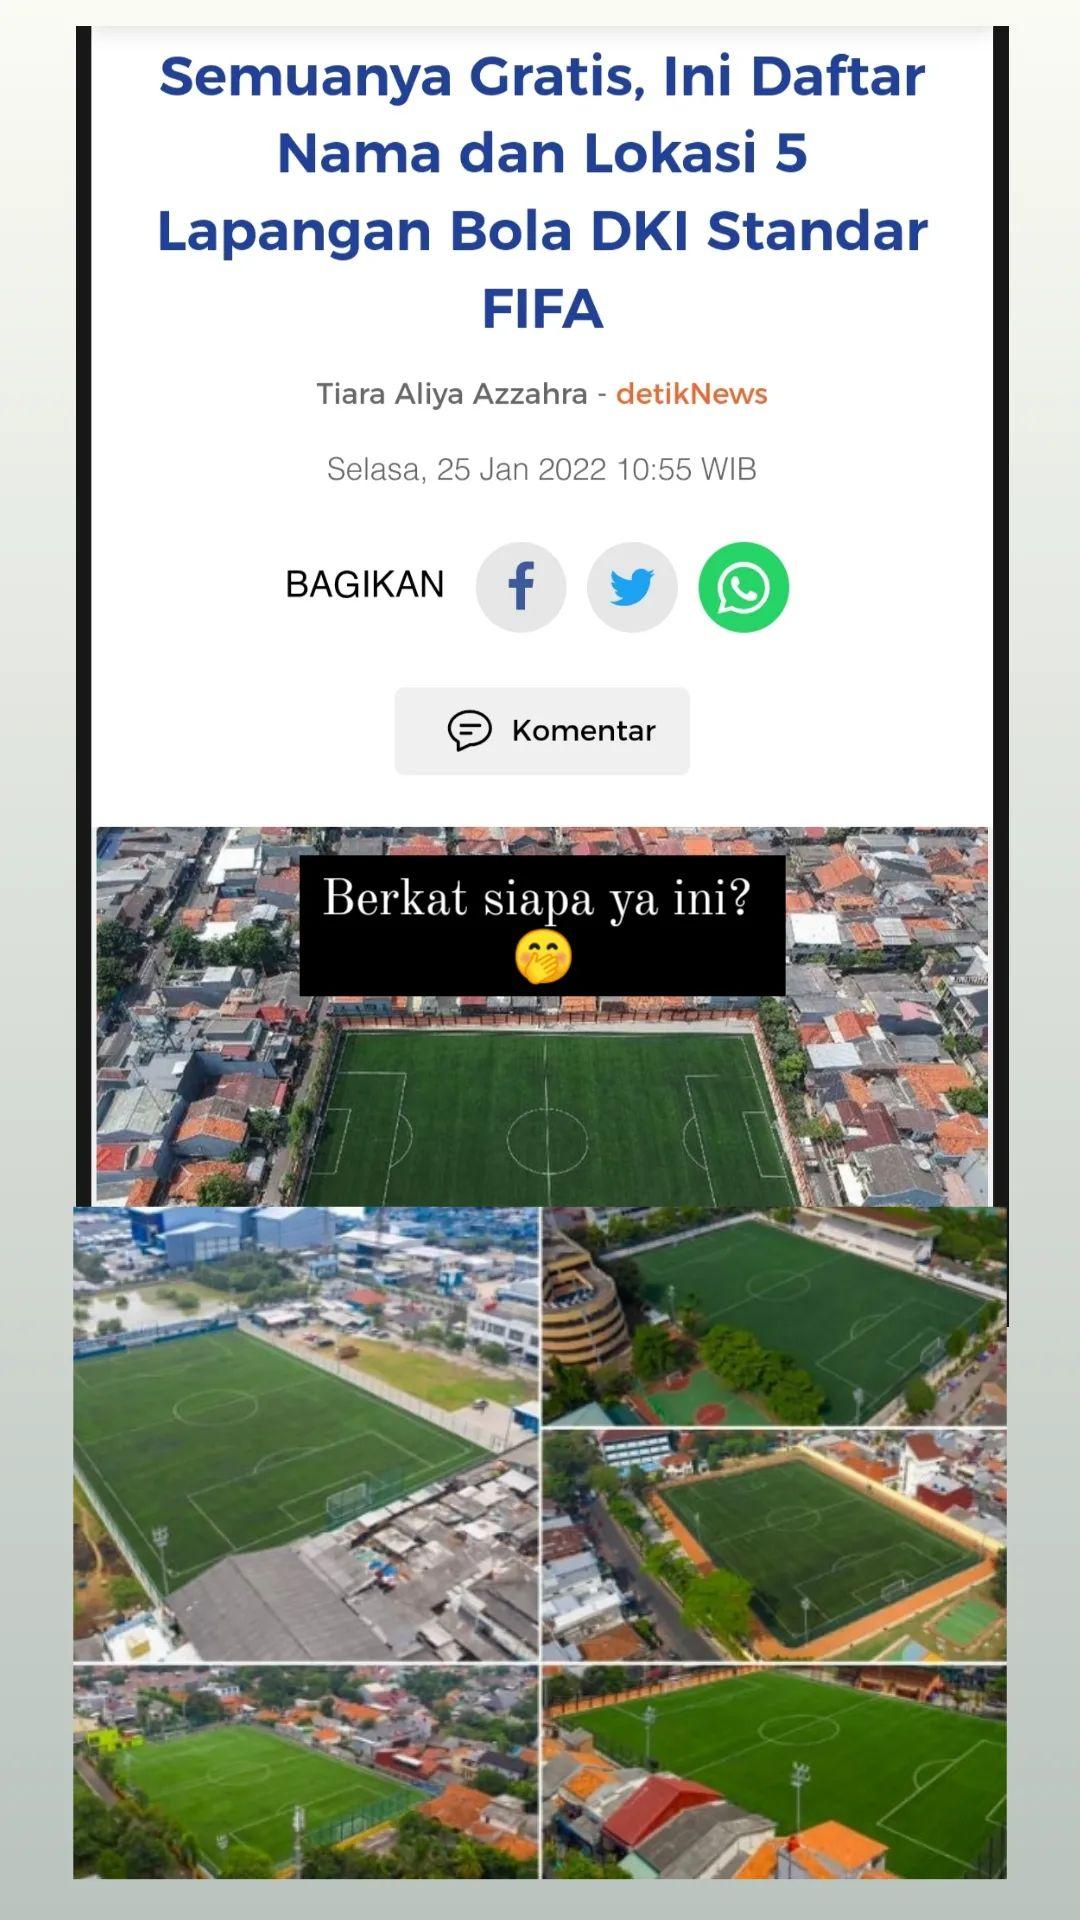 Semuanya Gratis, Ini Daftar
Nama dan Lokasi 5
Lapangan Bola DKI Standar
FIFA
Tiara Aliya Azzahra - detikNews
Selasa, 25 Jan 2022 10:55 WIB
BAGIKAN
Komentar
Berkat siapa ya ini?
🤭